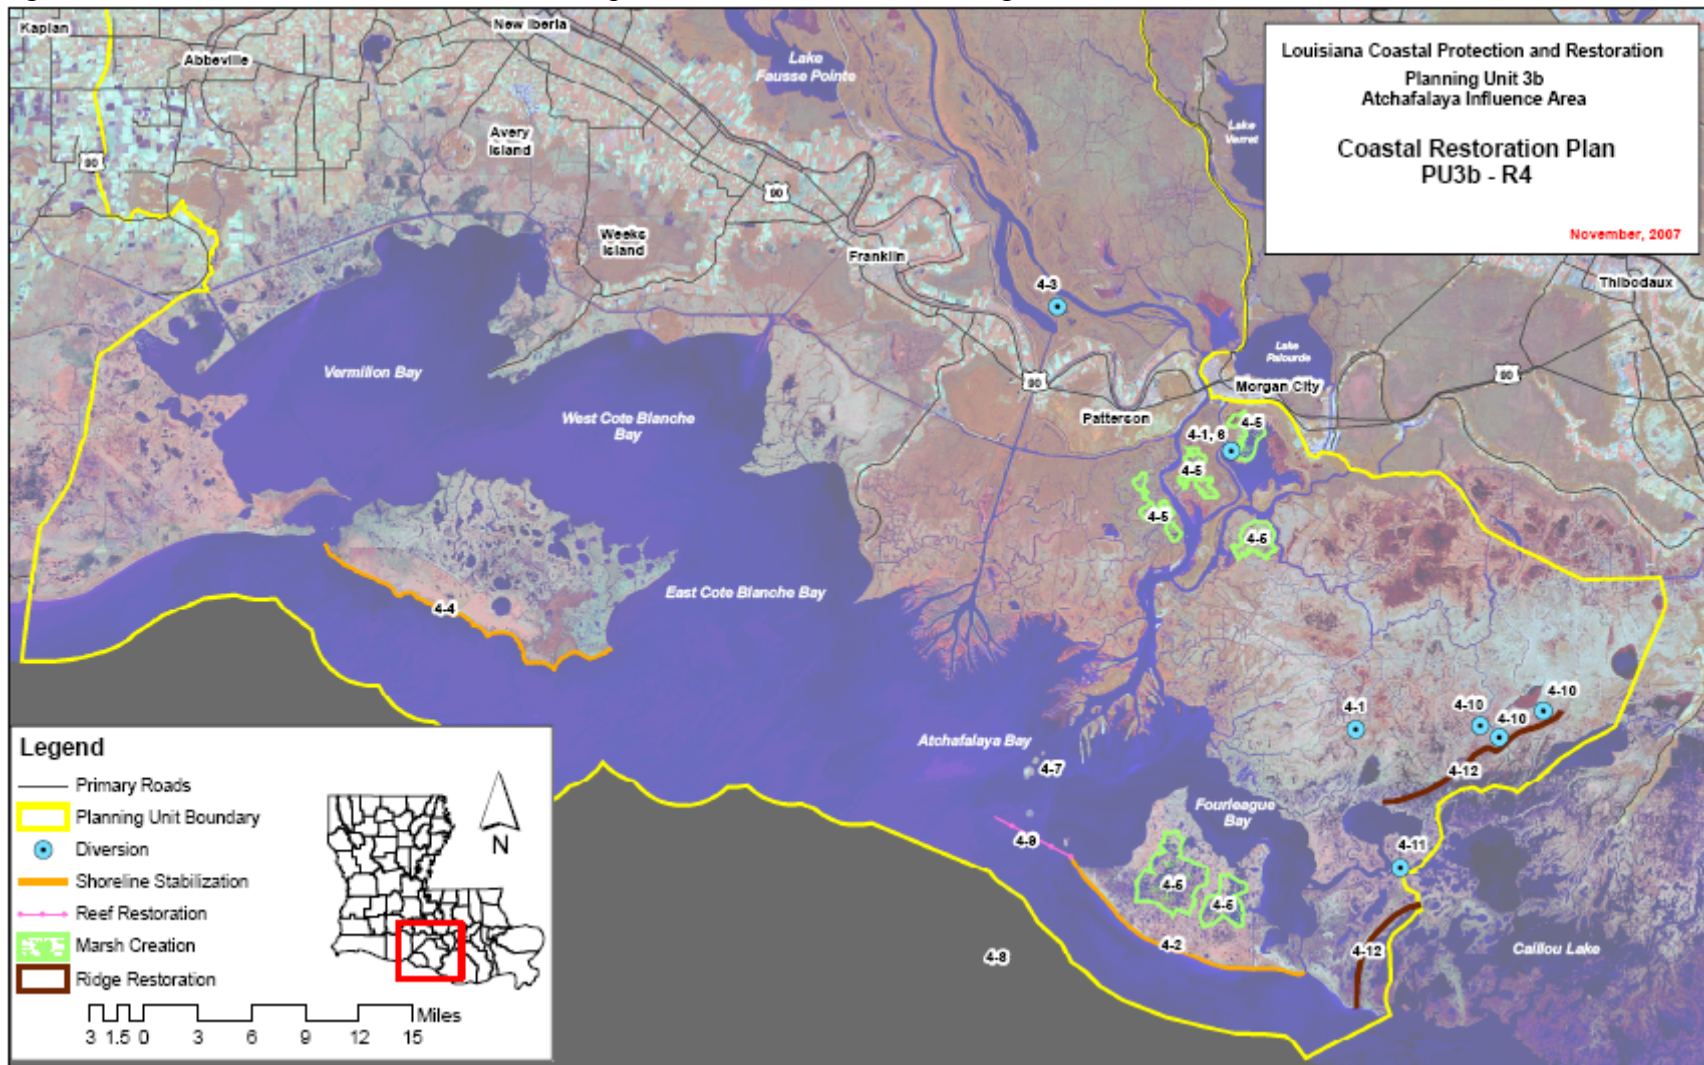 Kaplan
New Iberia
Abbeville
Lake
Fausse Pointe
Louisiana Coastal Protection and Restoration
Planning Unit 3b
Atchafalaya Influence Area
Coastal Restoration Plan
PU3b - R4
November, 2007
Avery
Island
Lake
Verret
90
90
Weeks
Island
Franklin
Thibodaux
4-3
Lake
Palourde
Vermilion Bay
90
90
Morgan City
Patterson
West Cote Blanche
Bay
4-1, 6
4-5
4-5
4-5
4-5
East Cote Blanche Bay
4-4
4-1
4-10
4-10
4-10
Atchafalaya Bay
4-7
4-12
Fourleague
Bay
4-9
4-11
4-5
4-5
4-2
4-12
Caillou Lake
4-8
Legend
Primary Roads
Planning Unit Boundary
Diversion
Shoreline Stabilization
Reef Restoration
Marsh Creation
Ridge Restoration
N
Miles
3 1.5 0 3 6 9 12 15